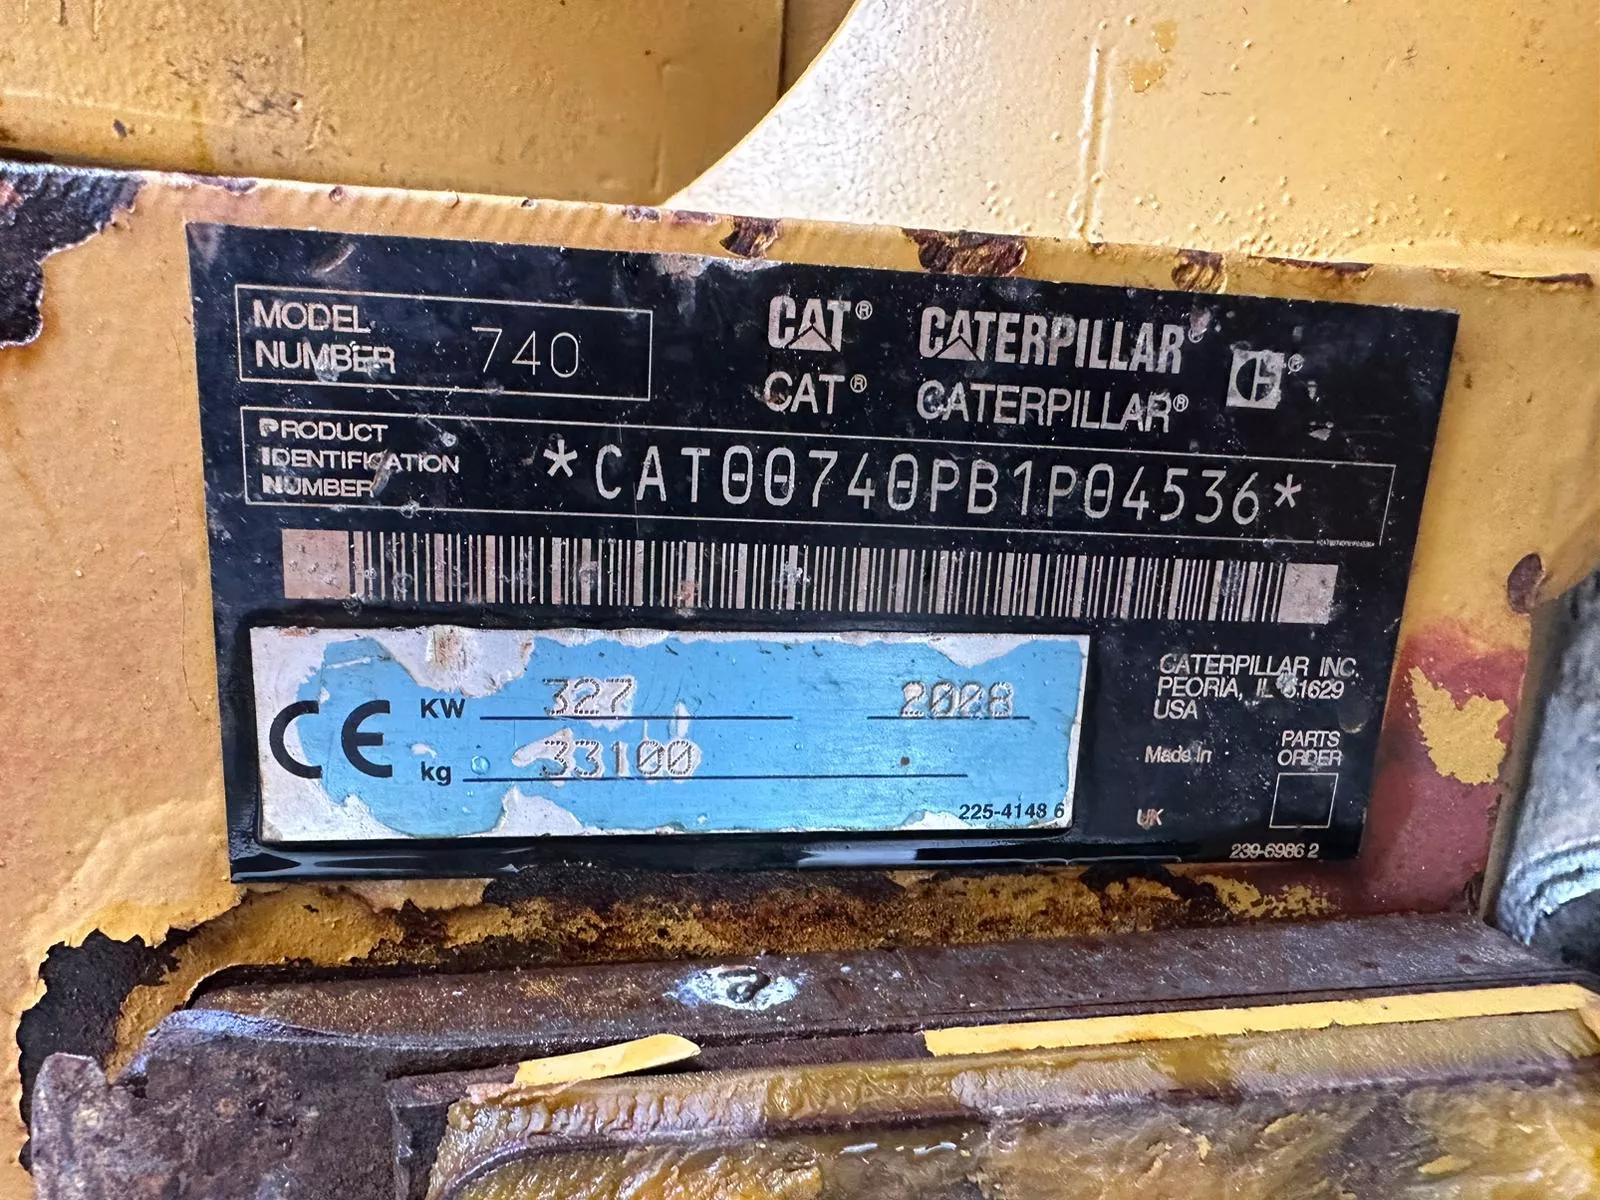 MODEL
NUMBER 740
CAT® CATERPILLAR®
CAT® CATERPILLAR®
PRODUCT
IDENTIFICATION
NUMBER
*CAT00740PB1P04536*
CE
KW 327 2008
kg 33100
225-4148 6
CATERPILLAR INC.
PEORIA, IL 61629
USA
Made in
UK
PARTS
ORDER
239-6986 2